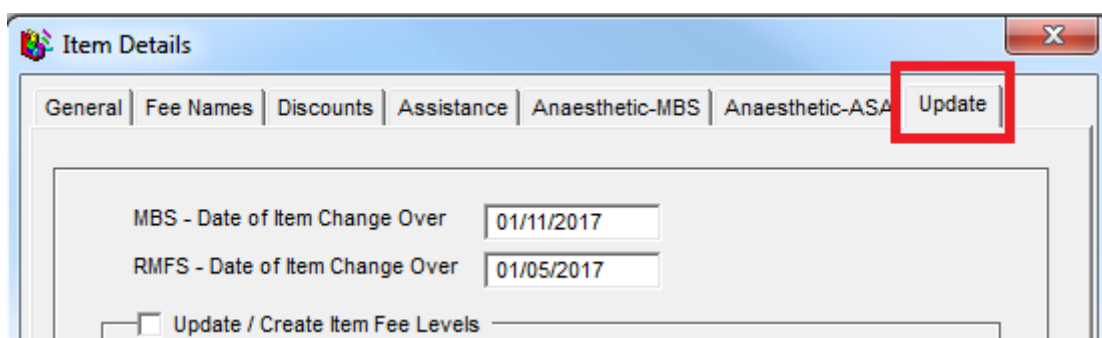 Item Details
General Fee Names Discounts Assistance Anaesthetic-MBS Anaesthetic-ASA Update
MBS - Date of Item Change Over 01/11/2017
RMFS - Date of Item Change Over 01/05/2017
Update / Create Item Fee Levels